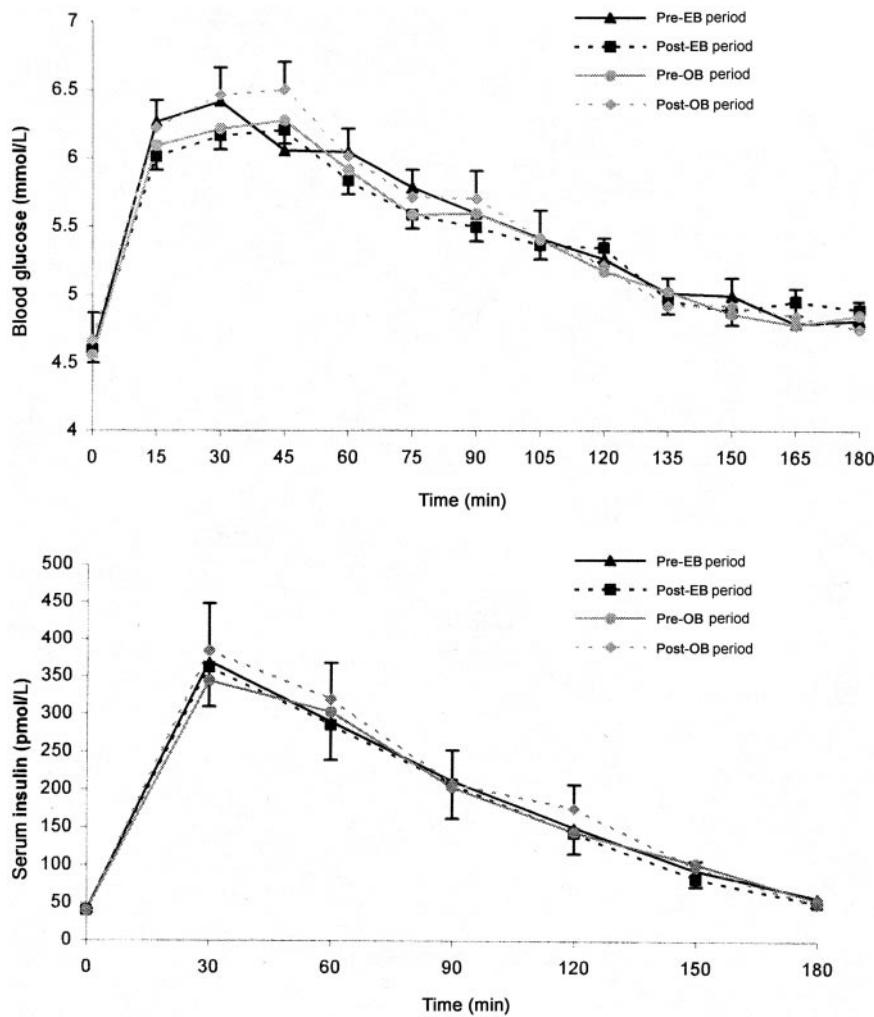 7
6.5
6
5.5
5
4.5
4
Blood glucose (mmol/L)
Pre-EB period
Post-EB period
Pre-OB period
Post-OB period
0 15 30 45 60 75 90 105 120 135 150 165 180
Time (min)
500
450
400
350
300
250
200
150
100
50
0
Serum insulin (pmol/L)
Pre-EB period
Post-EB period
Pre-OB period
Post-OB period
0 30 60 90 120 150 180
Time (min)